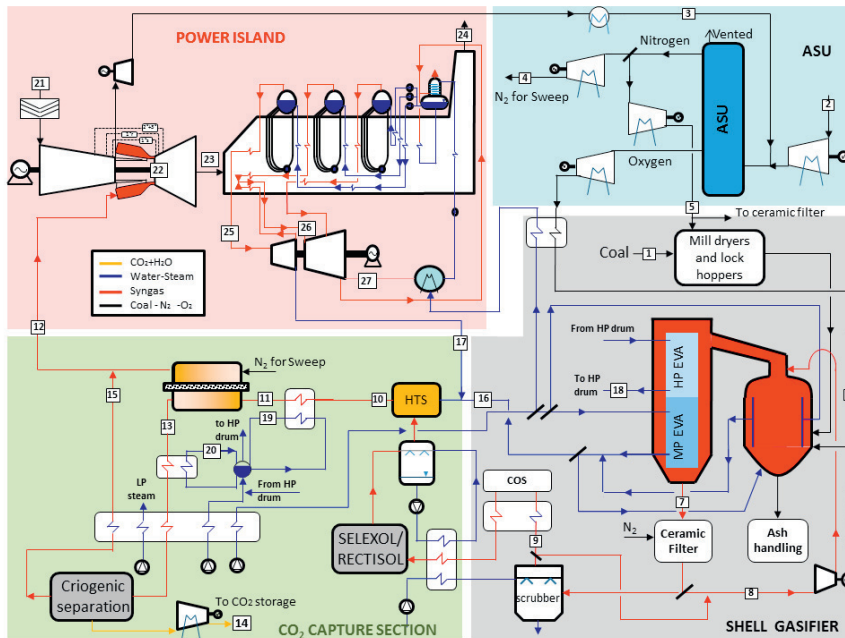 24
POWER ISLAND
3
Vented
ASU
Nitrogen
21
4
N₂ for Sweep
ASU
2
Oxygen
23
22
5
To ceramic filter
Coal
1
Mill dryers
and lock
hoppers
25
26
CO₂+H₂O
Water-Steam
Syngas
Coal - N₂ -O₂
27
12
From HP drum
HP EVA
17
To HP
drum
18
N₂ for Sweep
15
11
10
HTS
16
MP EVA
13
to HP
drum
19
20
From HP
drum
LP
steam
COS
7
N₂
Ceramic
Filter
Ash
handling
SELEXOL/
RECTISOL
9
Criogenic
separation
scrubber
8
To CO₂ storage
14
CO₂ CAPTURE SECTION
SHELL GASIFIER